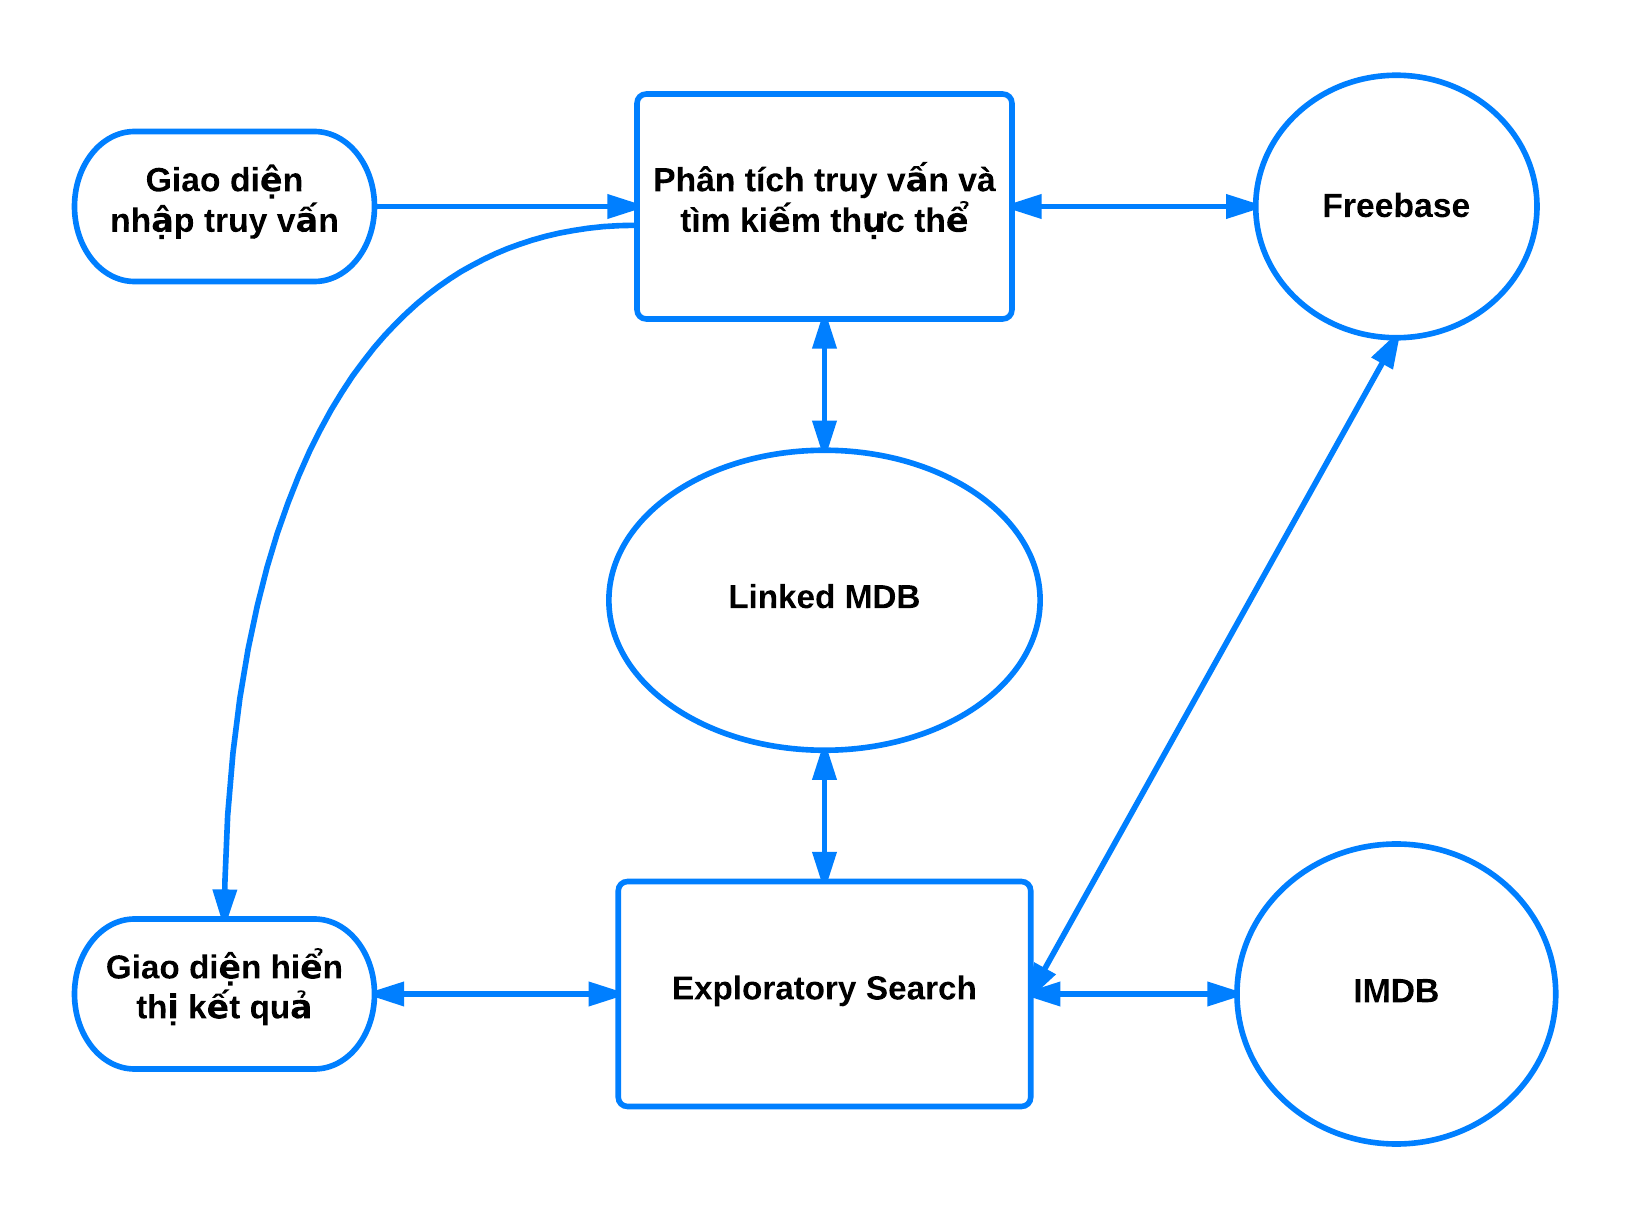 Giao diện
nhập truy vấn
Phân tích truy vấn và
tìm kiếm thực thể
Freebase
Linked MDB
Giao diện hiển
thị kết quả
Exploratory Search
IMDB